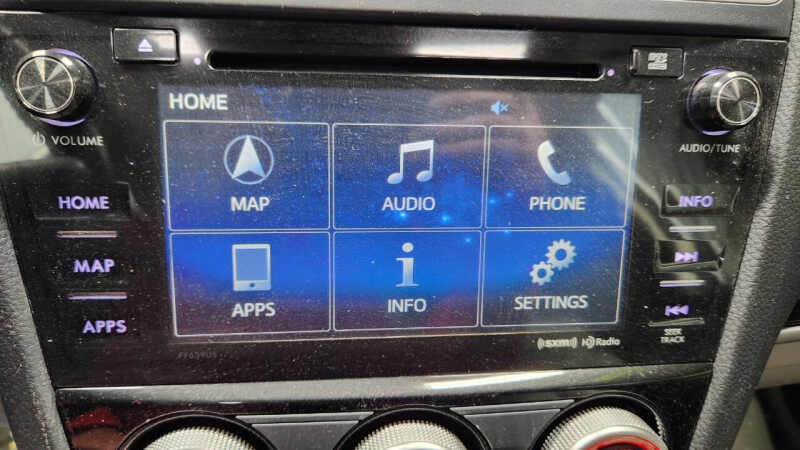 HOME
VOLUME
AUDIO/TUNE
MAP
AUDIO
PHONE
APPS
INFO
SETTINGS
HOME
MAP
APPS
INFO
SEEK
TRACK
((sxm))
HD Radio